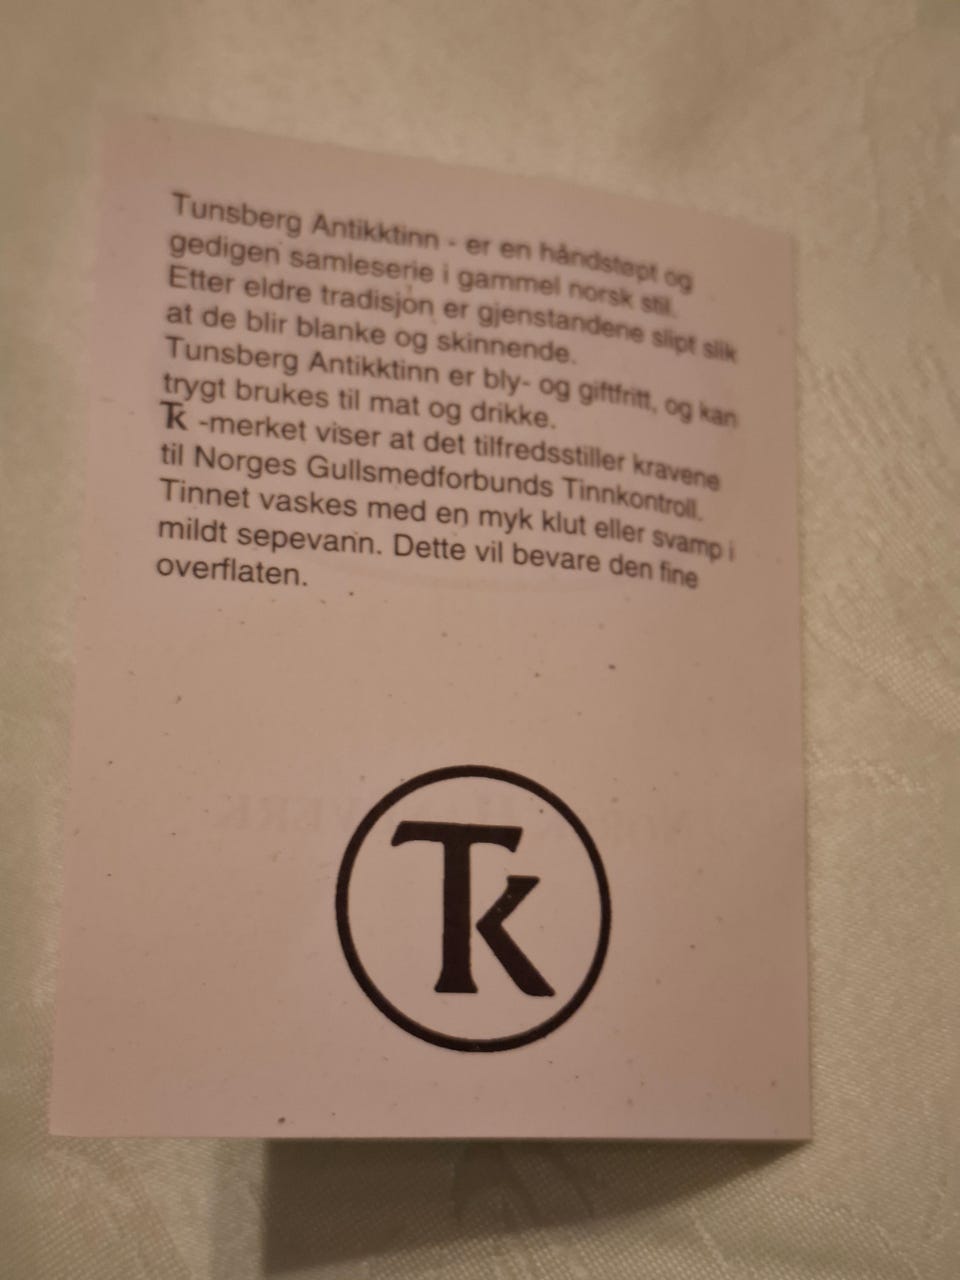 Tunsberg Antikktinn - er en håndstøpt og
gedigen samleserie i gammel norsk stil.
Etter eldre tradisjon er gjenstandene slipt slik
at de blir blanke og skinnende.
Tunsberg Antikktinn er bly- og giftfritt, og kan
trygt brukes til mat og drikke.
Tk -merket viser at det tilfredsstiller kravene
til Norges Gullsmedforbunds Tinnkontroll.
Tinnet vaskes med en myk klut eller svamp i
mildt sepevann. Dette vil bevare den fine
overflaten.
Tk